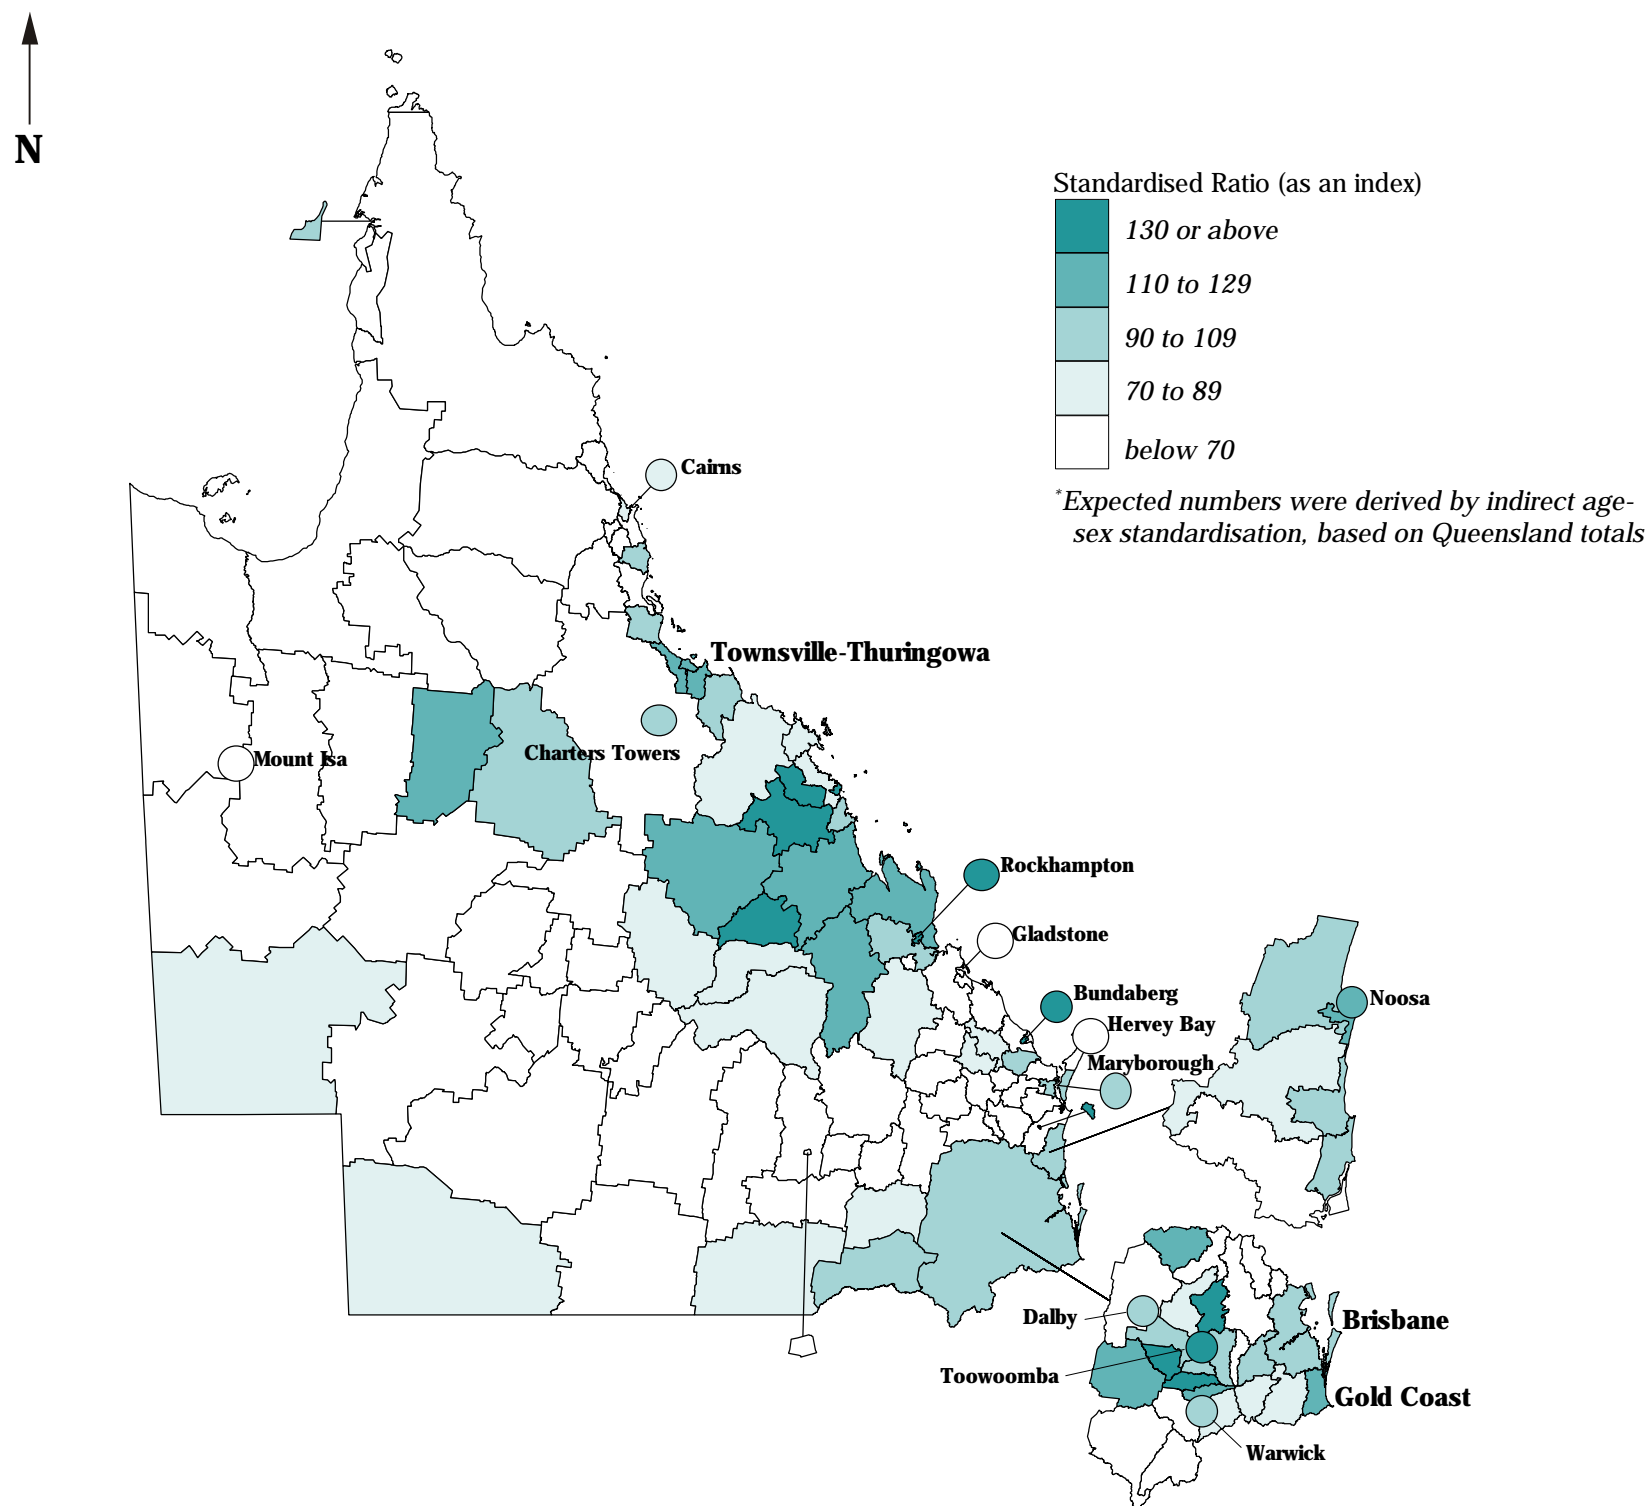 N
Standardised Ratio (as an index)
130 or above
110 to 129
90 to 109
70 to 89
below 70
*Expected numbers were derived by indirect age-
sex standardisation, based on Queensland totals
Cairns
Townsville-Thuringowa
Charters Towers
Mount Isa
Rockhampton
Gladstone
Bundaberg
Noosa
Hervey Bay
Maryborough
Dalby
Brisbane
Toowoomba
Gold Coast
Warwick